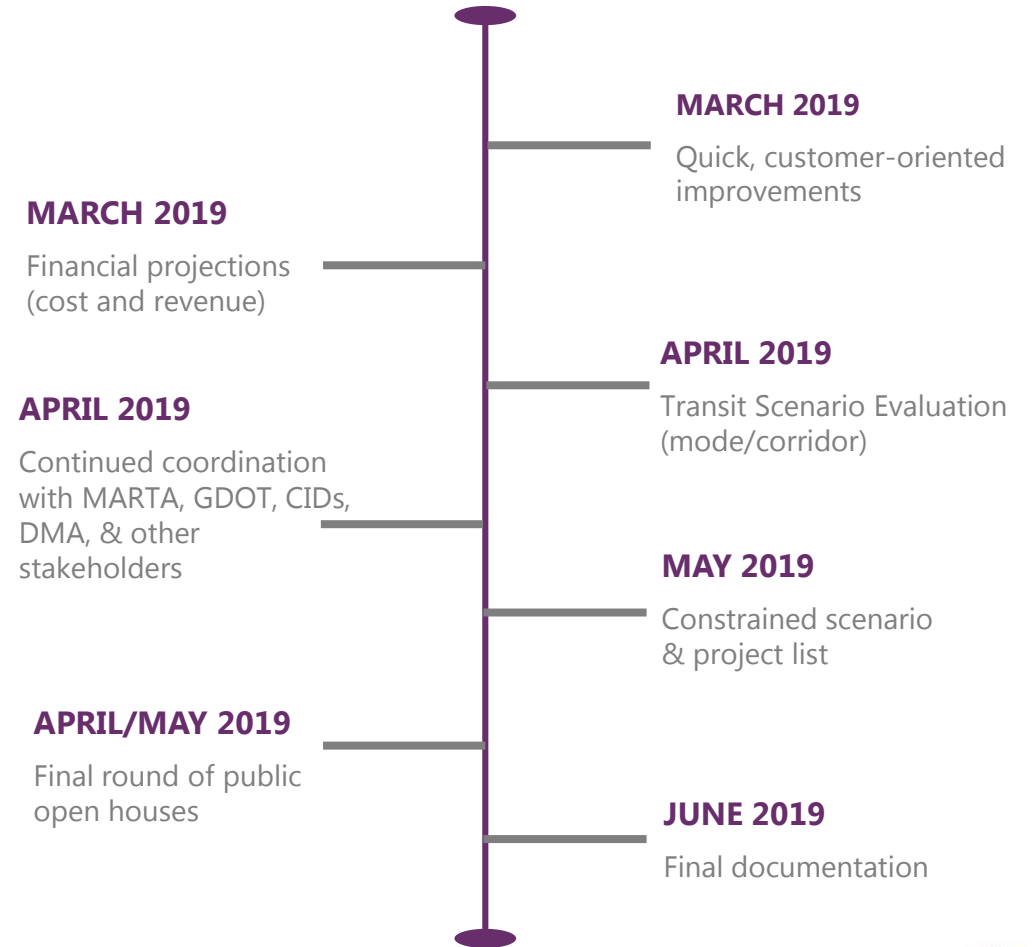 MARCH 2019
Quick, customer-oriented
improvements
MARCH 2019
Financial projections
(cost and revenue)
APRIL 2019
Transit Scenario Evaluation
(mode/corridor)
APRIL 2019
Continued coordination
with MARTA, GDOT, CIDs,
DMA, & other
stakeholders
MAY 2019
Constrained scenario
& project list
APRIL/MAY 2019
Final round of public
open houses
JUNE 2019
Final documentation